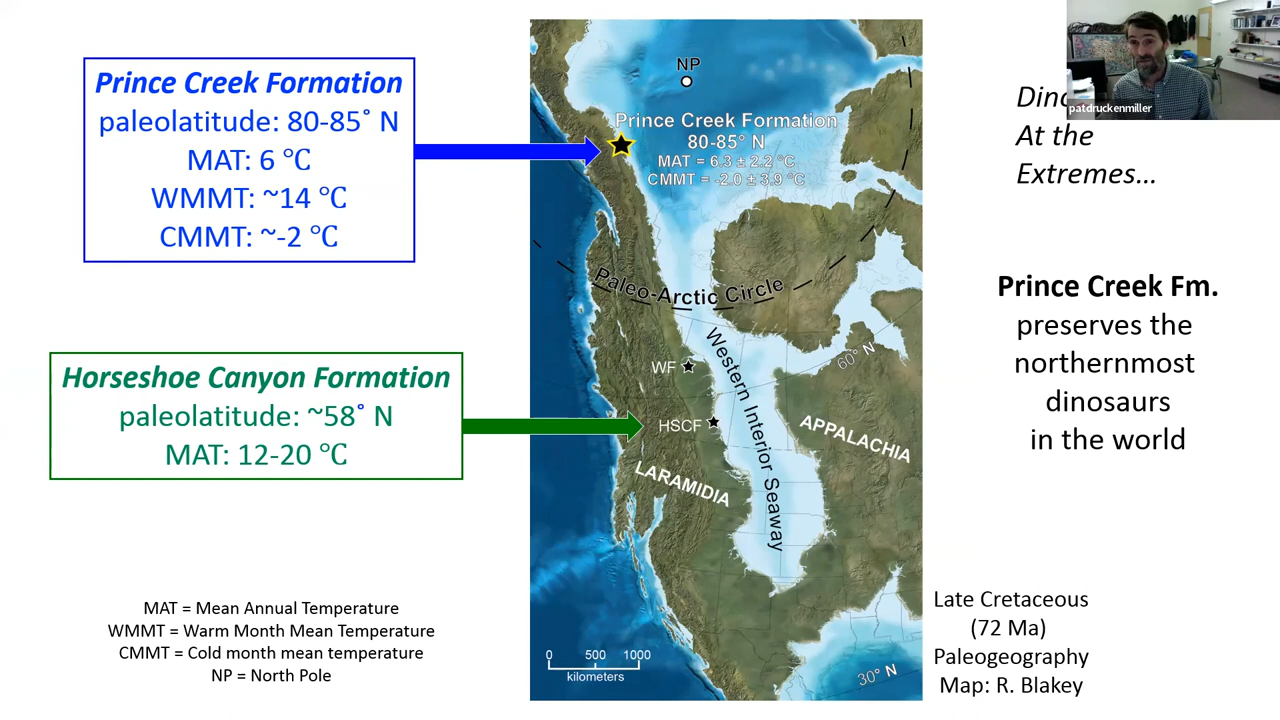 Prince Creek Formation
paleolatitude: 80-85˚ N
MAT: 6 ℃
WMMT: ~14 ℃
CMMT: ~-2 ℃
Horseshoe Canyon Formation
paleolatitude: ~58˚ N
MAT: 12-20 ℃
MAT = Mean Annual Temperature
WMMT = Warm Month Mean Temperature
CMMT = Cold month mean temperature
NP = North Pole
NP
Prince Creek Formation
80-85° N
MAT = 6.3 ± 2.2 °C
CMMT = -2.0 ± 3.9 °C
Paleo-Arctic Circle
WF
HSCF
Western Interior Seaway
60° N
APPALACHIA
LARAMIDIA
0 500 1000
kilometers
30° N
patdruckenmiller
At the
Extremes…
Prince Creek Fm.
preserves the
northernmost
dinosaurs
in the world
Late Cretaceous
(72 Ma)
Paleogeography
Map: R. Blakey